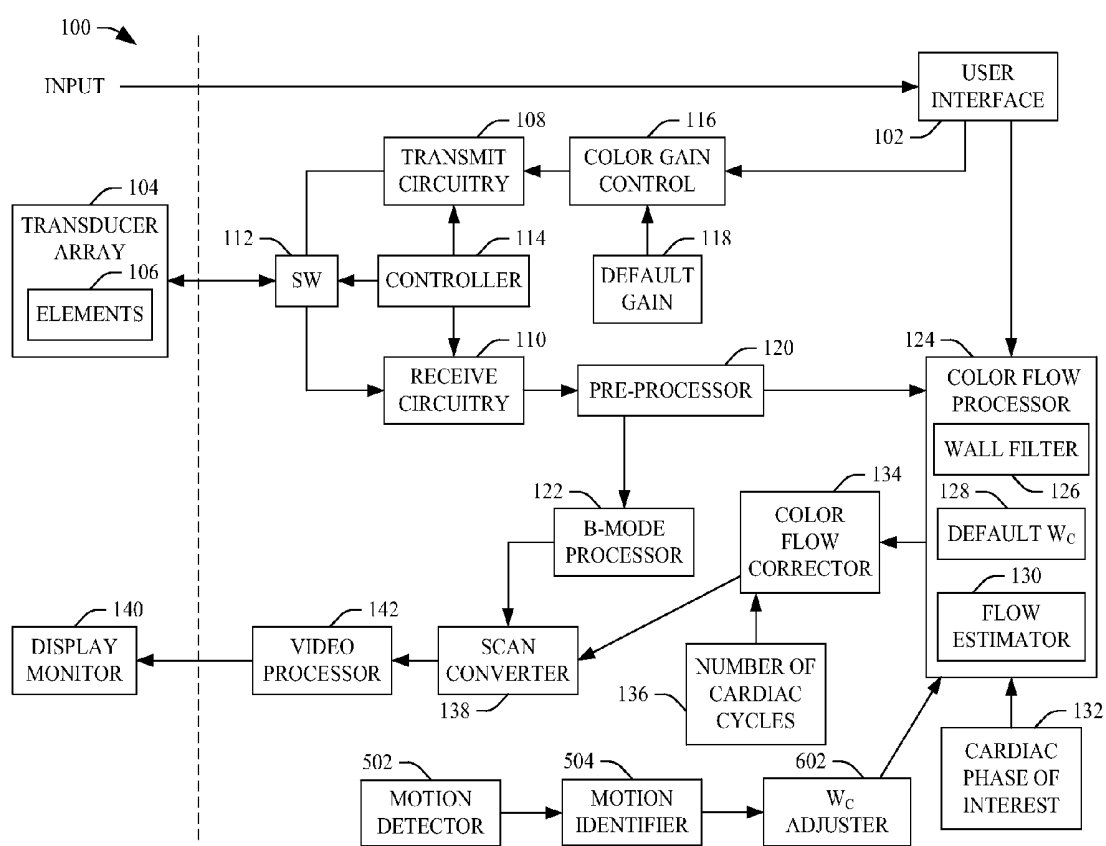 100
INPUT
USER
INTERFACE
102
108
TRANSMIT
CIRCUITRY
116
COLOR GAIN
CONTROL
104
TRANSDUCER
ARRAY
106
ELEMENTS
112
SW
114
CONTROLLER
118
DEFAULT
GAIN
110
RECEIVE
CIRCUITRY
120
PRE-PROCESSOR
124
COLOR FLOW
PROCESSOR
WALL FILTER
126
128
DEFAULT WC
130
FLOW
ESTIMATOR
122
B-MODE
PROCESSOR
134
COLOR
FLOW
CORRECTOR
140
DISPLAY
MONITOR
142
VIDEO
PROCESSOR
SCAN
CONVERTER
138
136
NUMBER OF
CARDIAC
CYCLES
132
CARDIAC
PHASE OF
INTEREST
502
MOTION
DETECTOR
504
MOTION
IDENTIFIER
602
WC
ADJUSTER